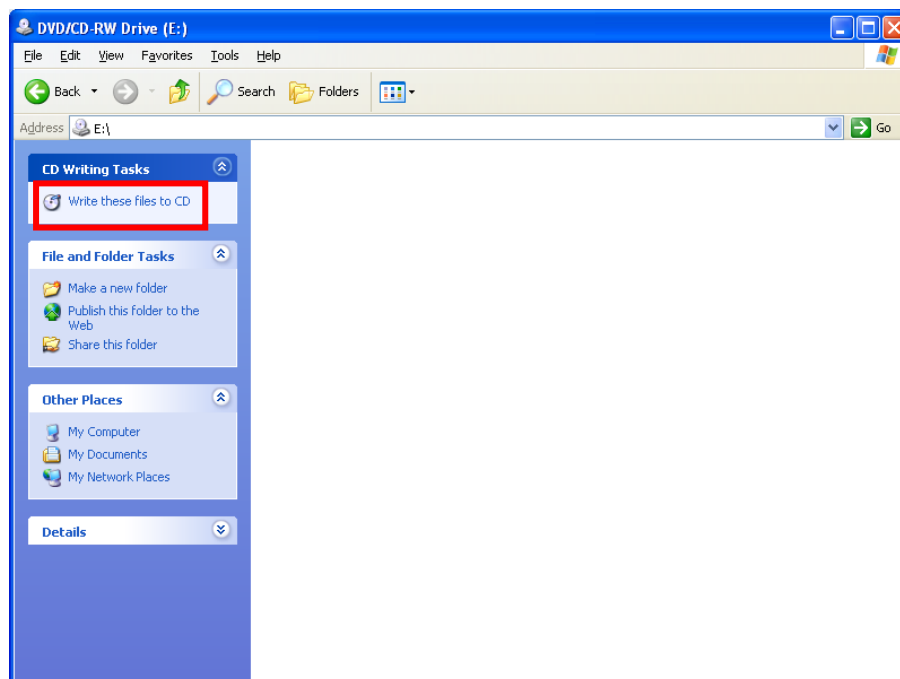 DVD/CD-RW Drive (E:)
File Edit View Favorites Tools Help
Back Search Folders
Address E:\ Go
CD Writing Tasks
Write these files to CD
File and Folder Tasks
Make a new folder
Publish this folder to the
Web
Share this folder
Other Places
My Computer
My Documents
My Network Places
Details